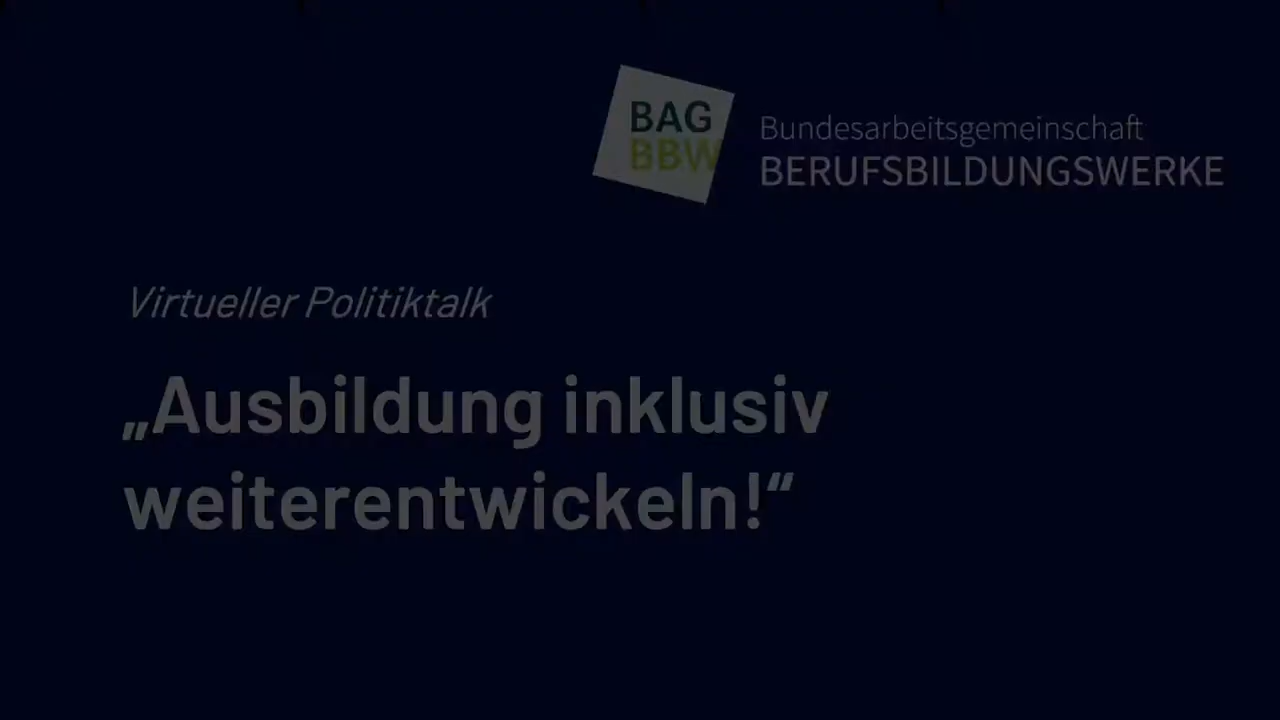 BAG
BBW
Bundesarbeitsgemeinschaft
BERUFSBILDUNGSWERKE
Virtueller Politiktalk
„Ausbildung inklusiv
weiterentwickeln!“